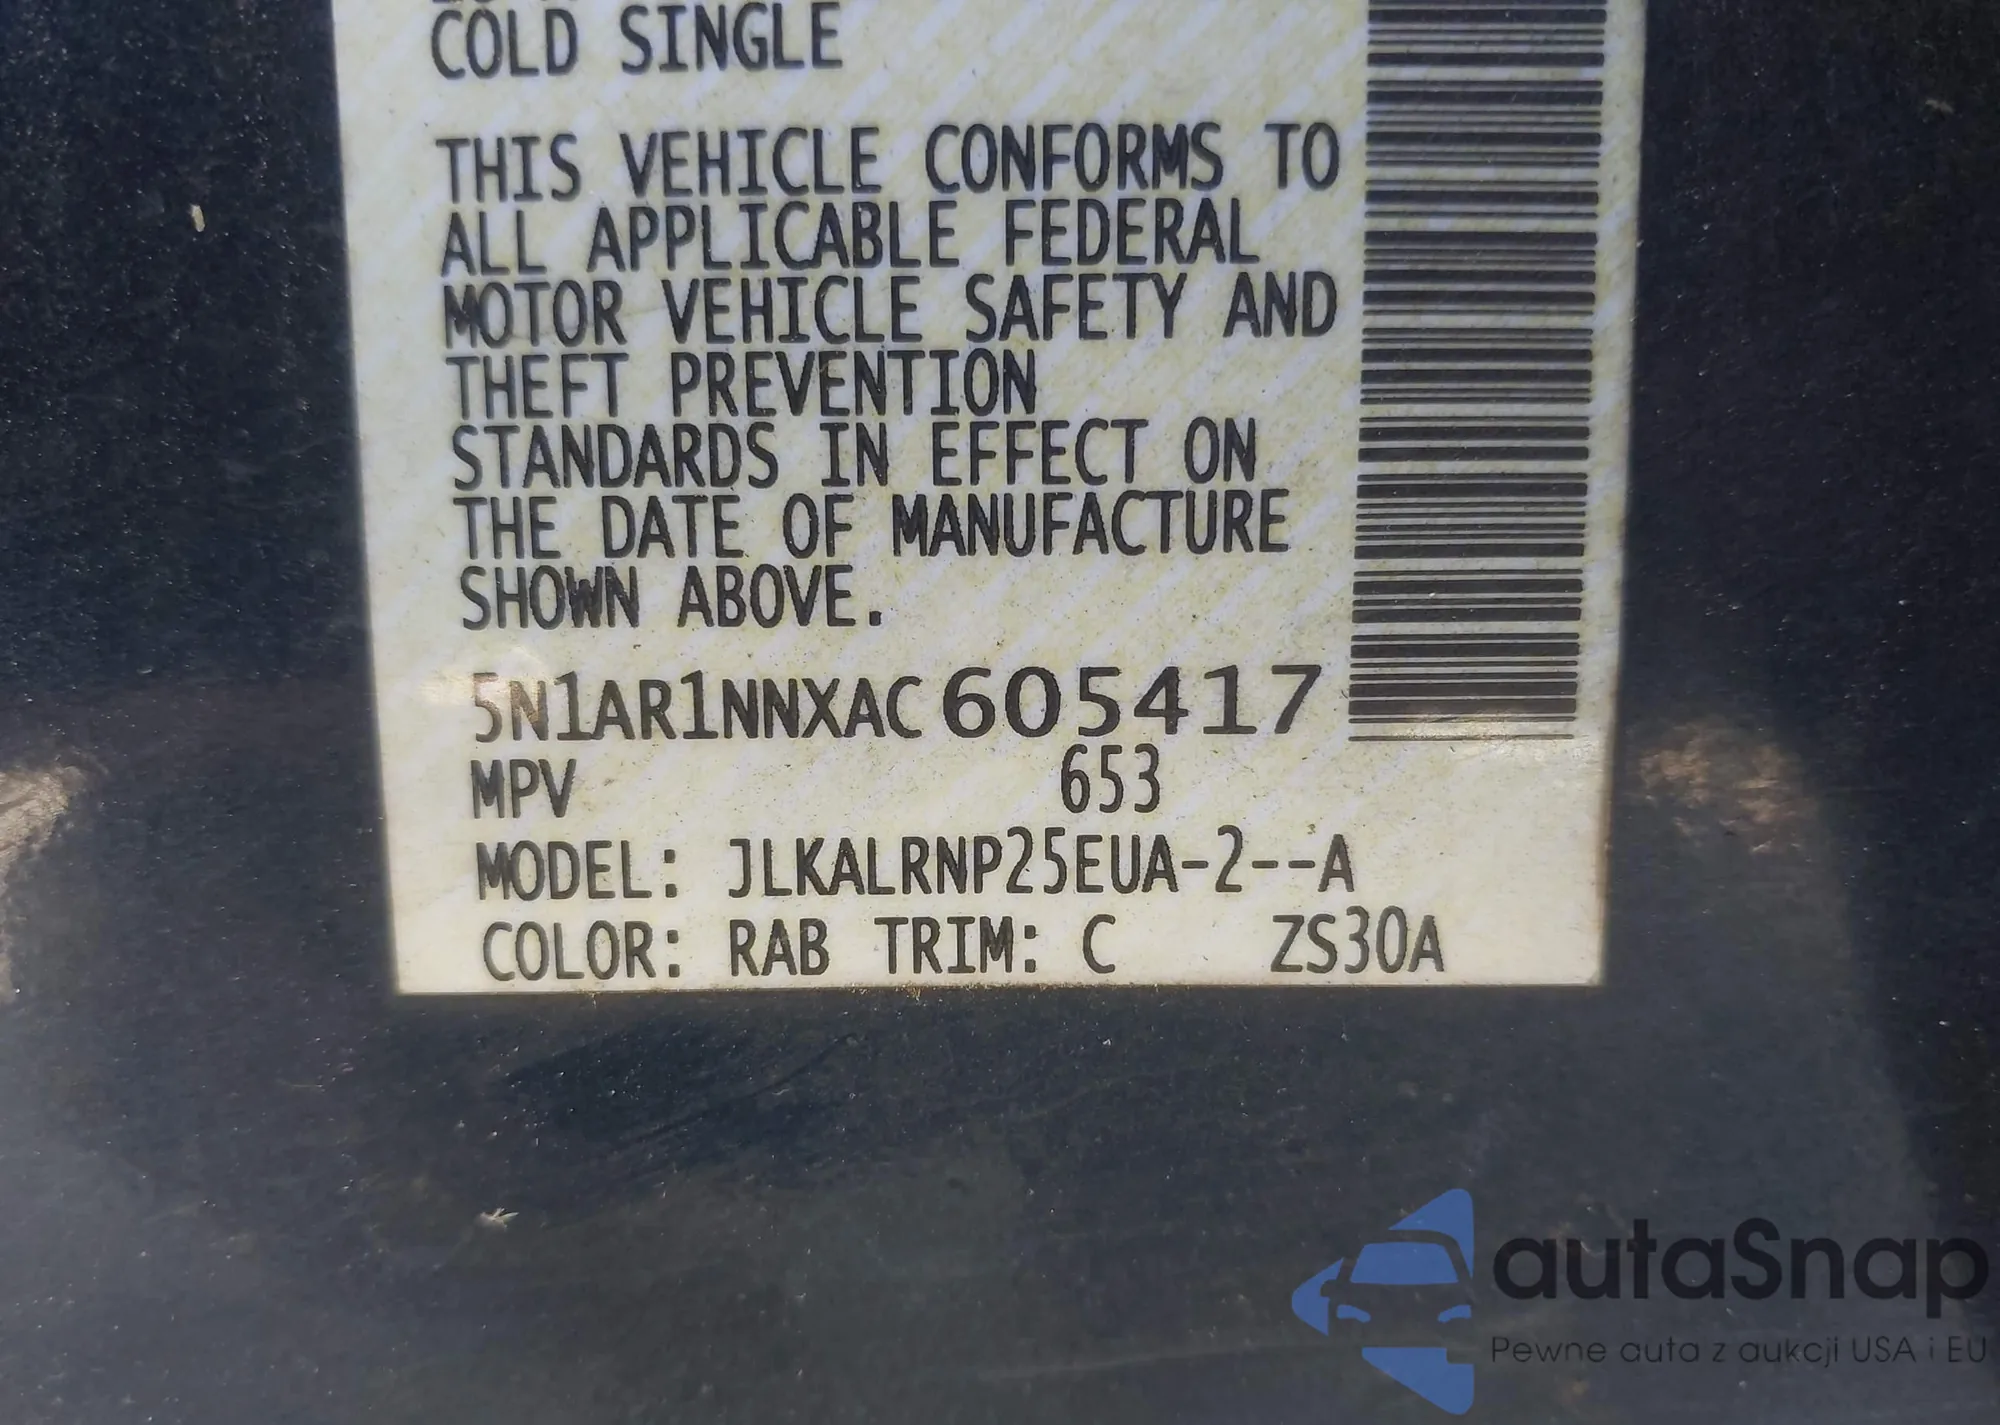 COLD SINGLE
THIS VEHICLE CONFORMS TO
ALL APPLICABLE FEDERAL
MOTOR VEHICLE SAFETY AND
THEFT PREVENTION
STANDARDS IN EFFECT ON
THE DATE OF MANUFACTURE
SHOWN ABOVE.
5N1AR1NNXAC605417
MPV 653
MODEL: JLKALRNP25EUA-2--A
COLOR: RAB TRIM: C ZS30A
autaSnap
Pewne auta z aukcji USA i EU